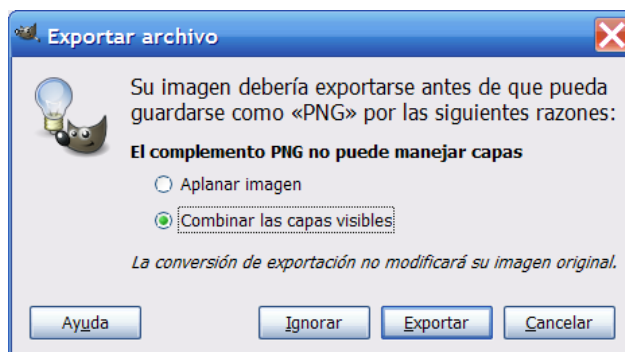 Exportar archivo
Su imagen debería exportarse antes de que pueda
guardarse como «PNG» por las siguientes razones:
El complemento PNG no puede manejar capas
Aplanar imagen
Combinar las capas visibles
La conversión de exportación no modificará su imagen original.
Ayuda Ignorar Exportar Cancelar